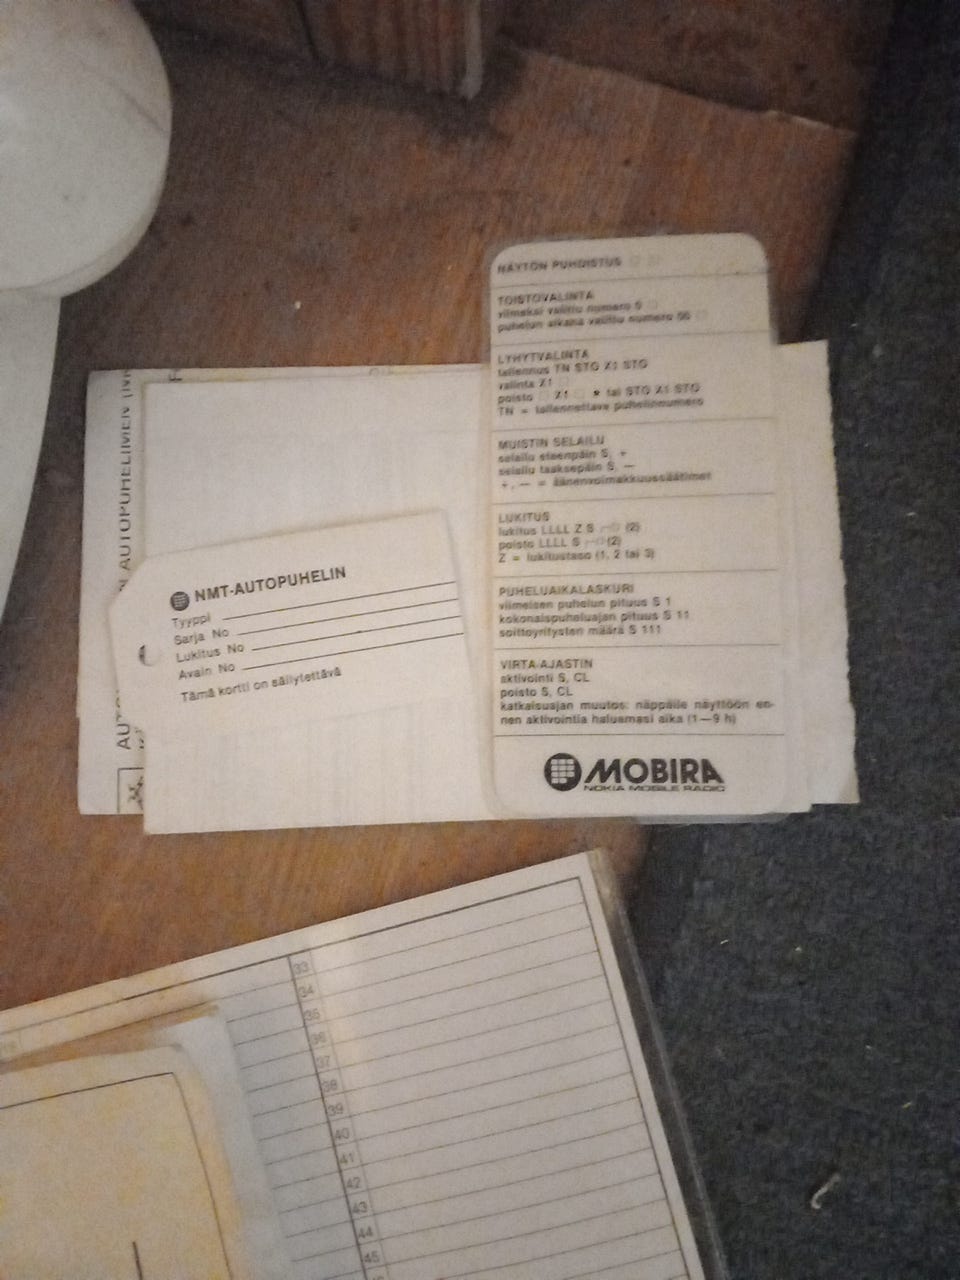 NÄYTÖN PUHDISTUS
TOISTOVALINTA
viimeksi valittu numero 0
puhelun aikana valittu numero 00
LYHYTVALINTA
tallennus TN STO X1 STO
valinta X1
poisto X1 * tai STO X1 STO
TN = tallennettava puhelinnumero
MUISTIN SELAILU
selailu eteenpäin S, +
selailu taaksepäin S, —
+, — = äänenvoimakkuussäätimet
LUKITUS
lukitus LLLL Z S (2)
poisto LLLL S (2)
Z = lukitustaso (1, 2 tai 3)
PUHELUAIKALASKURI
viimeisen puhelun pituus S 1
kokonaispuheluajan pituus S 11
soittoyritysten määrä S 111
VIRTA-AJASTIN
aktivointi S, CL
poisto S, CL
katkaisuajan muutos: näppäile näyttöön en-
nen aktivointia haluamasi aika (1—9 h)
MOBIRA
NOKIA MOBILE RADIO
NMT-AUTOPUHELIN
Tyyppi
Sarja No
Lukitus No
Avain No
Tämä kortti on säilytettävä
AUTOPUHELIMEN
33
34
35
36
37
38
39
40
41
42
43
44
45